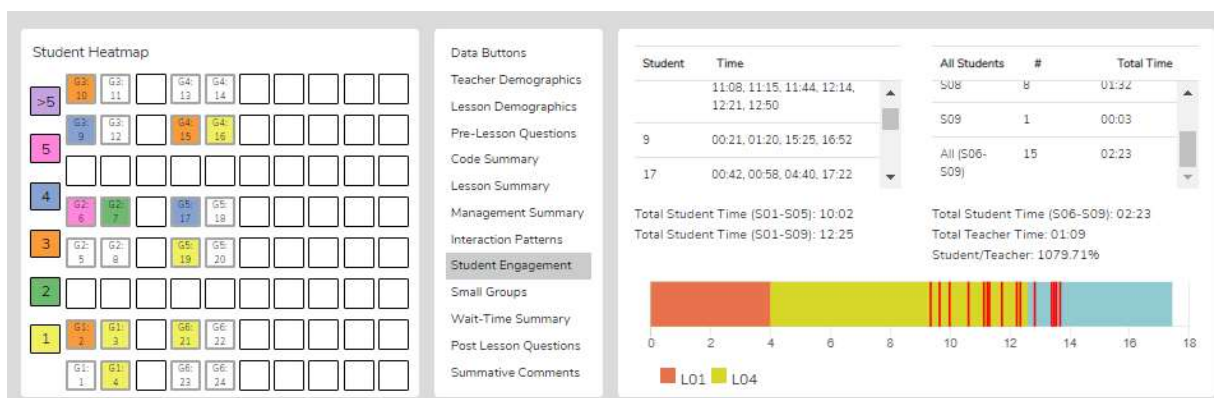 Student Heatmap
>5
5
4
3
2
1
G3: 10
G3: 11
G4: 13
G4: 14
G3: 9
G3: 12
G4: 15
G4: 16
G2: 6
G2: 7
G5: 17
G5: 18
G2: 5
G2: 8
G5: 19
G5: 20
G1: 2
G1: 3
G6: 21
G6: 22
G1: 1
G1: 4
G6: 23
G6: 24
Data Buttons
Teacher Demographics
Lesson Demographics
Pre-Lesson Questions
Code Summary
Lesson Summary
Management Summary
Interaction Patterns
Student Engagement
Small Groups
Wait-Time Summary
Post Lesson Questions
Summative Comments
Student Time
11:08, 11:15, 11:44, 12:14,
12:21, 12:50
9 00:21, 01:20, 15:25, 16:52
17 00:42, 00:58, 04:40, 17:22
All Students # Total Time
S08 8 01:32
S09 1 00:03
All (S06- 15 02:23
S09)
Total Student Time (S01-S05): 10:02
Total Student Time (S01-S09): 12:25
Total Student Time (S06-S09): 02:23
Total Teacher Time: 01:09
Student/Teacher: 1079.71%
0 2 4 6 8 10 12 14 16 18
L01 L04